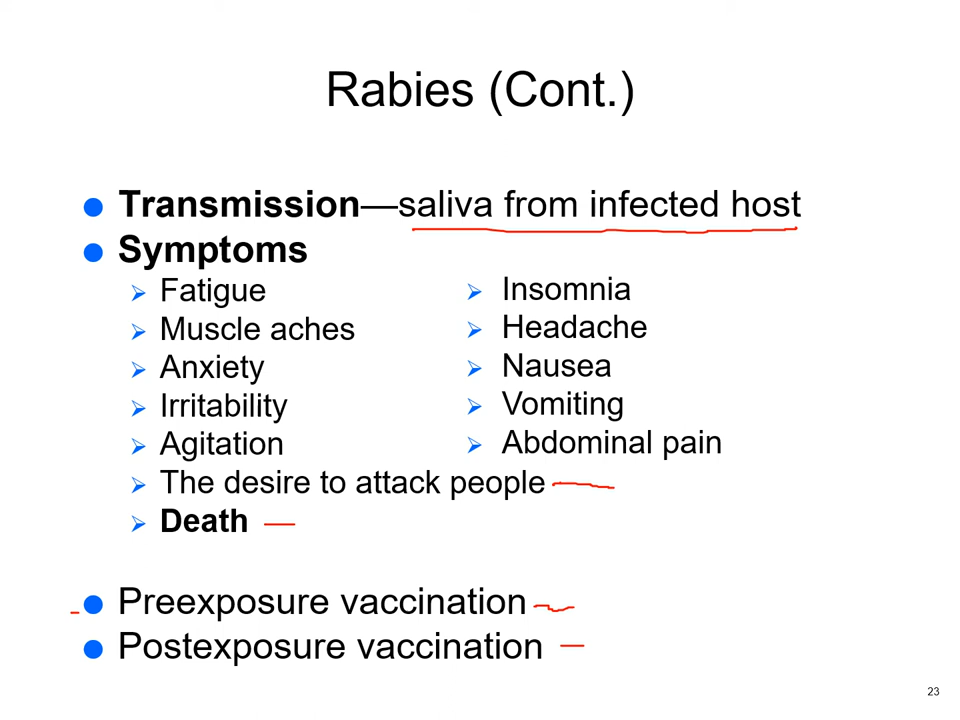 Rabies (Cont.)
Transmission—saliva from infected host
Symptoms
Fatigue
Muscle aches
Anxiety
Irritability
Agitation
The desire to attack people
Death
Insomnia
Headache
Nausea
Vomiting
Abdominal pain
Preexposure vaccination
Postexposure vaccination
23